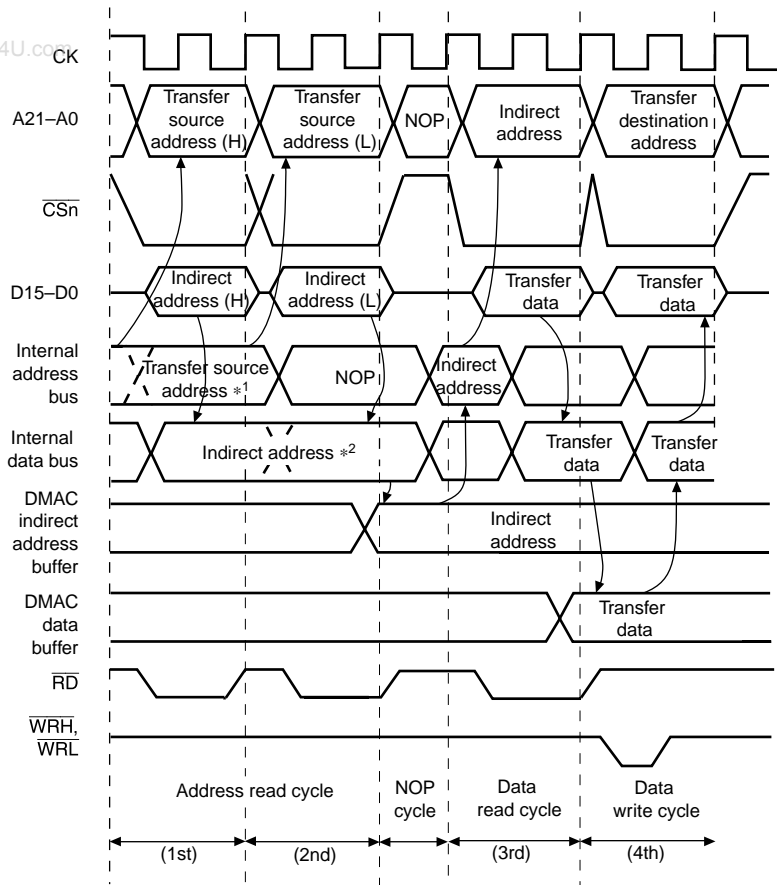 4U.com
CK
A21–A0
Transfer
source
address (H)
Transfer
source
address (L)
NOP
Indirect
address
Transfer
destination
address
CSn
D15–D0
Indirect
address (H)
Indirect
address (L)
Transfer
data
Transfer
data
Internal
address
bus
Transfer source
address *1
NOP
Indirect
address
Internal
data bus
Indirect address *2
Transfer
data
Transfer
data
DMAC
indirect
address
buffer
Indirect
address
DMAC
data
buffer
Transfer
data
RD
WRH,
WRL
Address read cycle
NOP
cycle
Data
read cycle
Data
write cycle
(1st)
(2nd)
(3rd)
(4th)